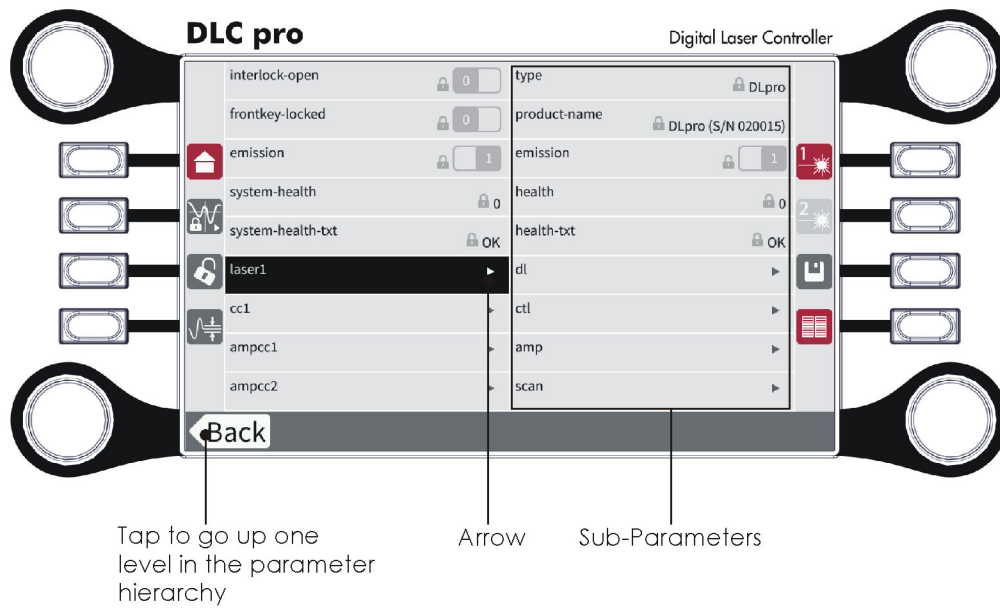 DLC pro
Digital Laser Controller
interlock-open 0
frontkey-locked 0
emission 1
system-health 0
system-health-txt OK
laser1
cc1
ampcc1
ampcc2
type DLpro
product-name DLpro (S/N 020015)
emission 1
health 0
health-txt OK
dl
ctl
amp
scan
1
2
Back
Tap to go up one
level in the parameter
hierarchy
Arrow
Sub-Parameters